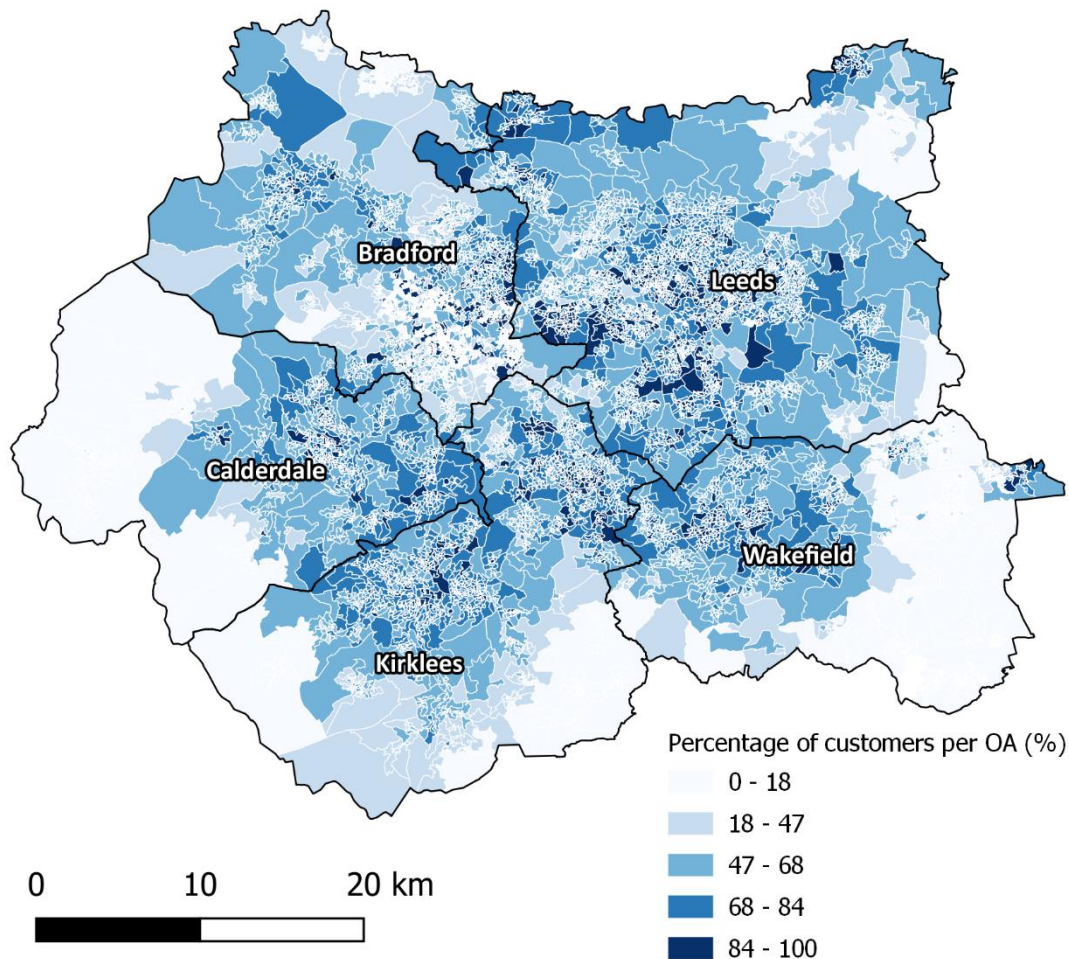 Bradford
Leeds
Calderdale
Wakefield
Kirklees
Percentage of customers per OA (%)
0 - 18
18 - 47
47 - 68
68 - 84
84 - 100
0 10 20 km